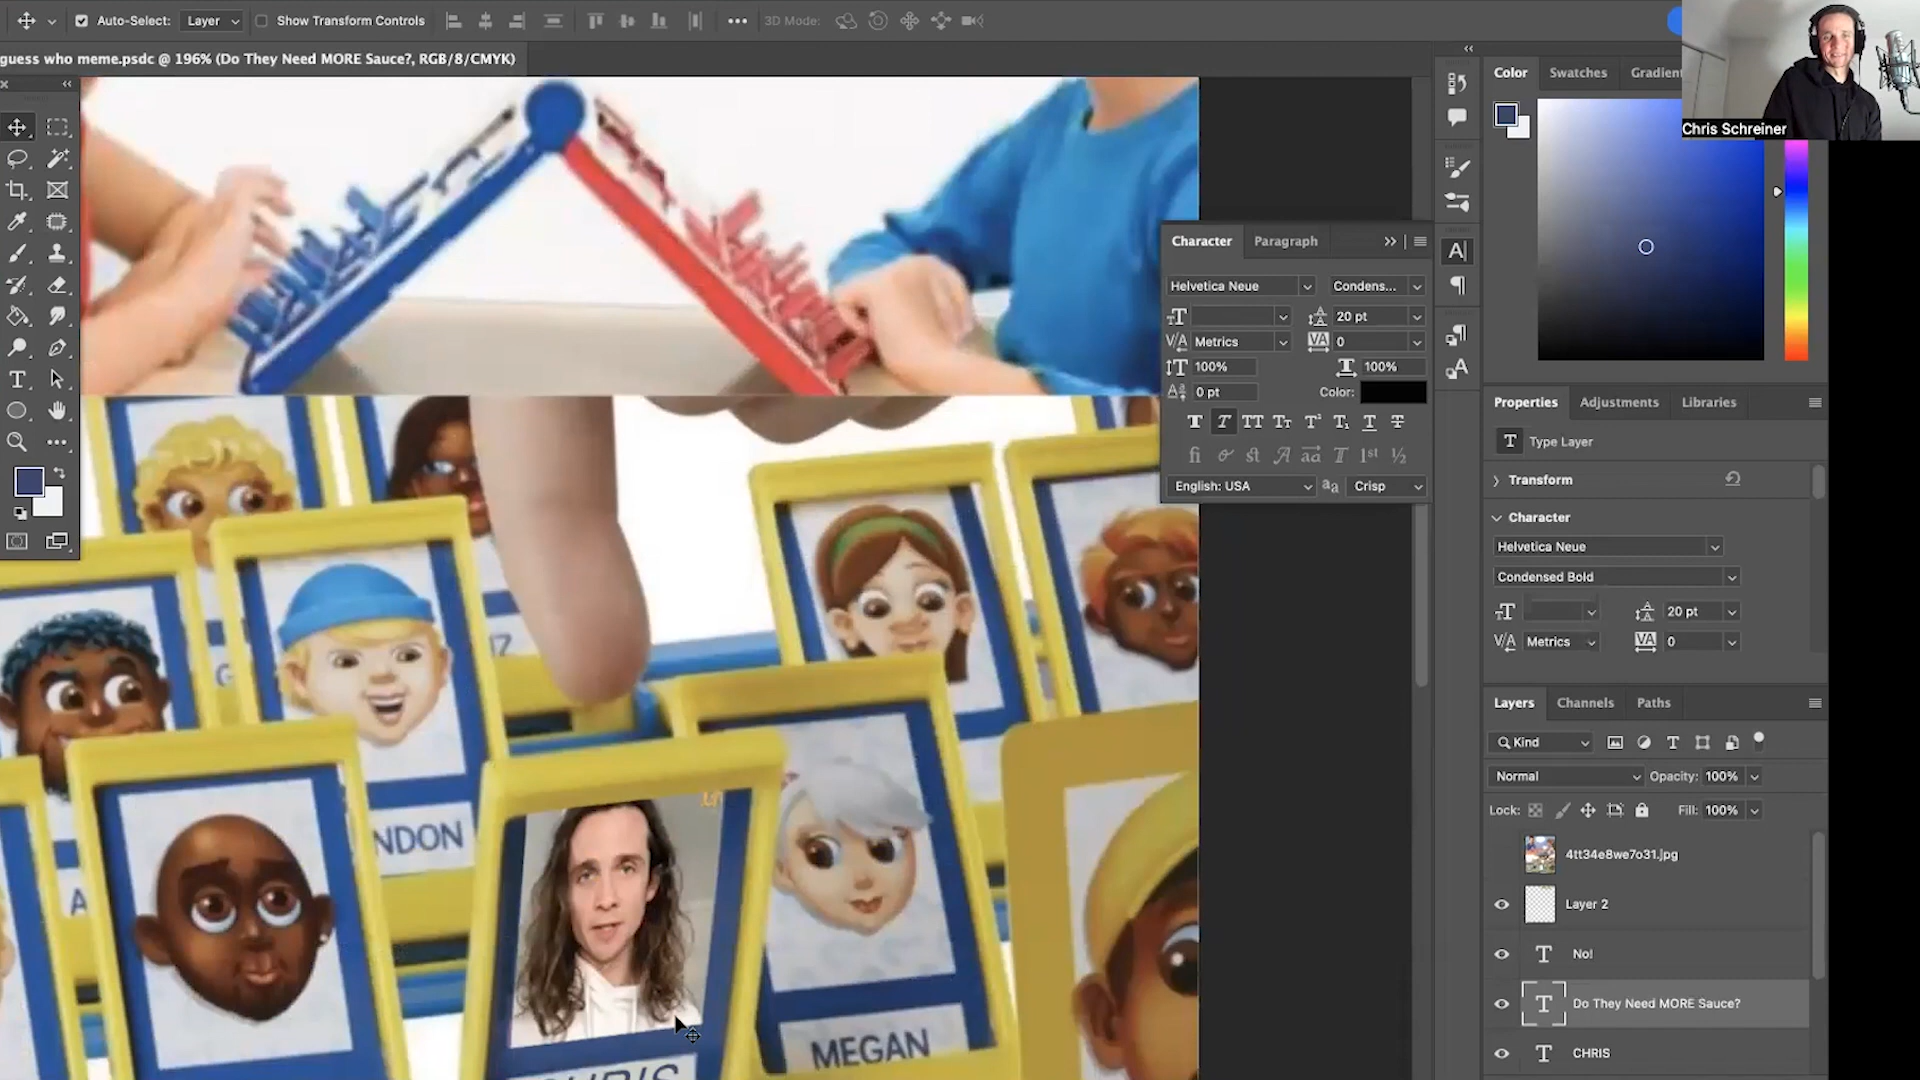 Auto-Select: Layer Show Transform Controls 3D Mode:
guess who meme.psdc @ 196% (Do They Need MORE Sauce?, RGB/8/CMYK)
Color Swatches Gradien
Chris Schreiner
Character Paragraph
Helvetica Neue Condens...
20 pt
Metrics 0
100% 100%
0 pt Color:
English: USA Crisp
Properties Adjustments Libraries
Type Layer
Transform
Character
Helvetica Neue
Condensed Bold
20 pt
Metrics 0
Layers Channels Paths
Kind
Normal Opacity: 100%
Lock: Fill: 100%
4tt34e8we7o31.jpg
Layer 2
No!
Do They Need MORE Sauce?
CHRIS
NDON
MEGAN
CHRIS